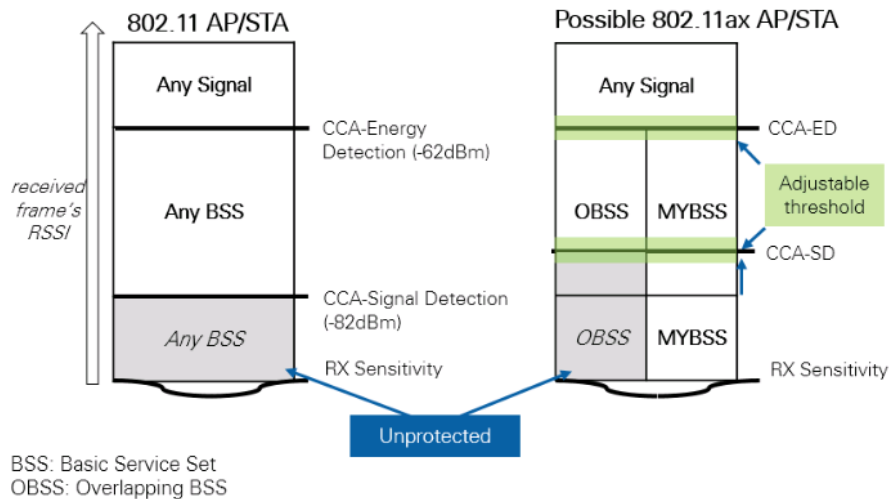 802.11 AP/STA
Possible 802.11ax AP/STA
Any Signal
Any Signal
CCA-Energy
Detection (-62dBm)
CCA-ED
received
frame's
RSSI
Any BSS
OBSS
MYBSS
Adjustable
threshold
CCA-SD
CCA-Signal Detection
(-82dBm)
Any BSS
OBSS
MYBSS
RX Sensitivity
RX Sensitivity
Unprotected
BSS: Basic Service Set
OBSS: Overlapping BSS